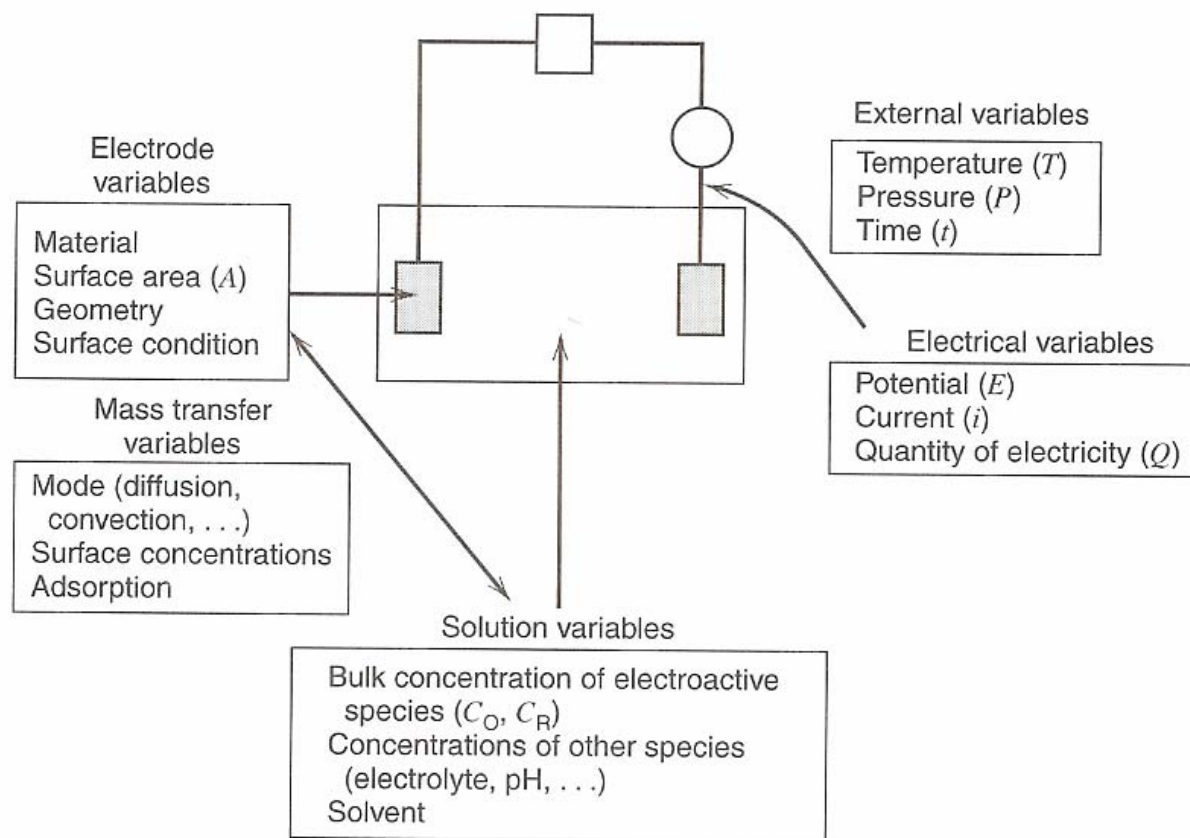 Electrode
variables
Material
Surface area (A)
Geometry
Surface condition
Mass transfer
variables
Mode (diffusion,
convection, . . .)
Surface concentrations
Adsorption
External variables
Temperature (T)
Pressure (P)
Time (t)
Electrical variables
Potential (E)
Current (i)
Quantity of electricity (Q)
Solution variables
Bulk concentration of electroactive
species (C_O, C_R)
Concentrations of other species
(electrolyte, pH, . . .)
Solvent